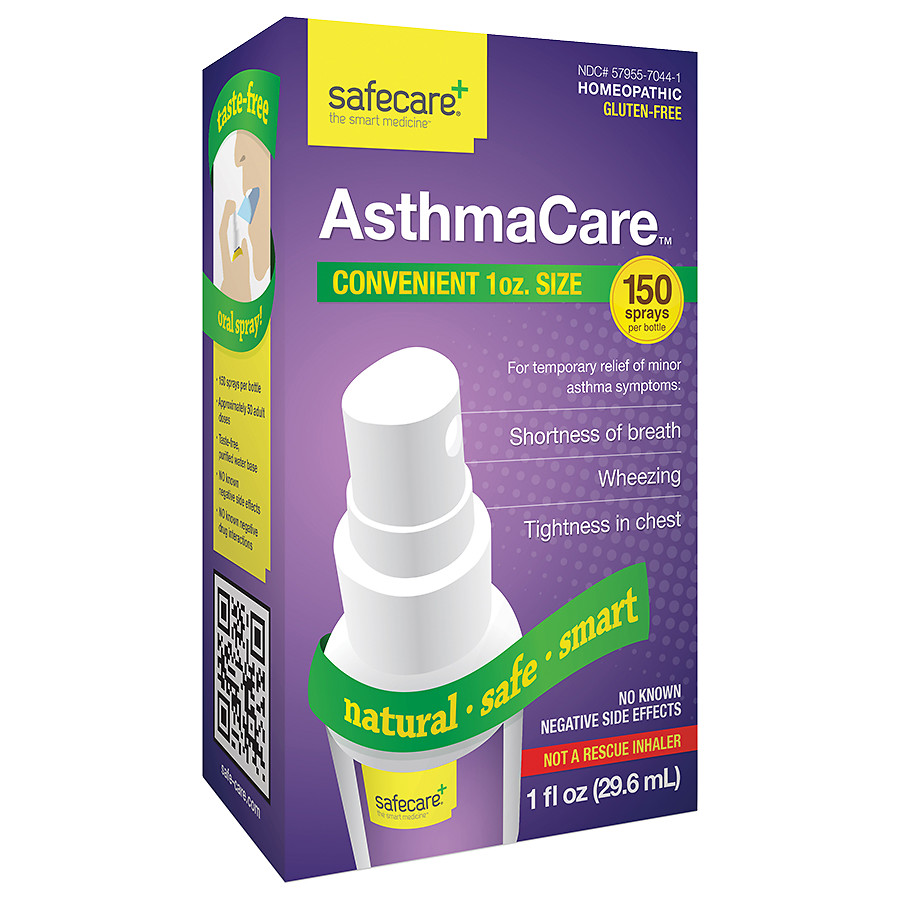 taste-free
oral spray!
• 150 sprays per bottle
• Approximately 50 adult
doses
• Taste-free,
purified water base
• NO known
negative side effects
• NO known negative
drug interactions
safe-care.com
safecare+®
the smart medicine™
NDC# 57955-7044-1
HOMEOPATHIC
GLUTEN-FREE
AsthmaCare™
CONVENIENT 1oz. SIZE
150
sprays
per bottle
For temporary relief of minor
asthma symptoms:
Shortness of breath
Wheezing
Tightness in chest
natural • safe • smart
NO KNOWN
NEGATIVE SIDE EFFECTS
NOT A RESCUE INHALER
1 fl oz (29.6 mL)
safecare+®
the smart medicine™